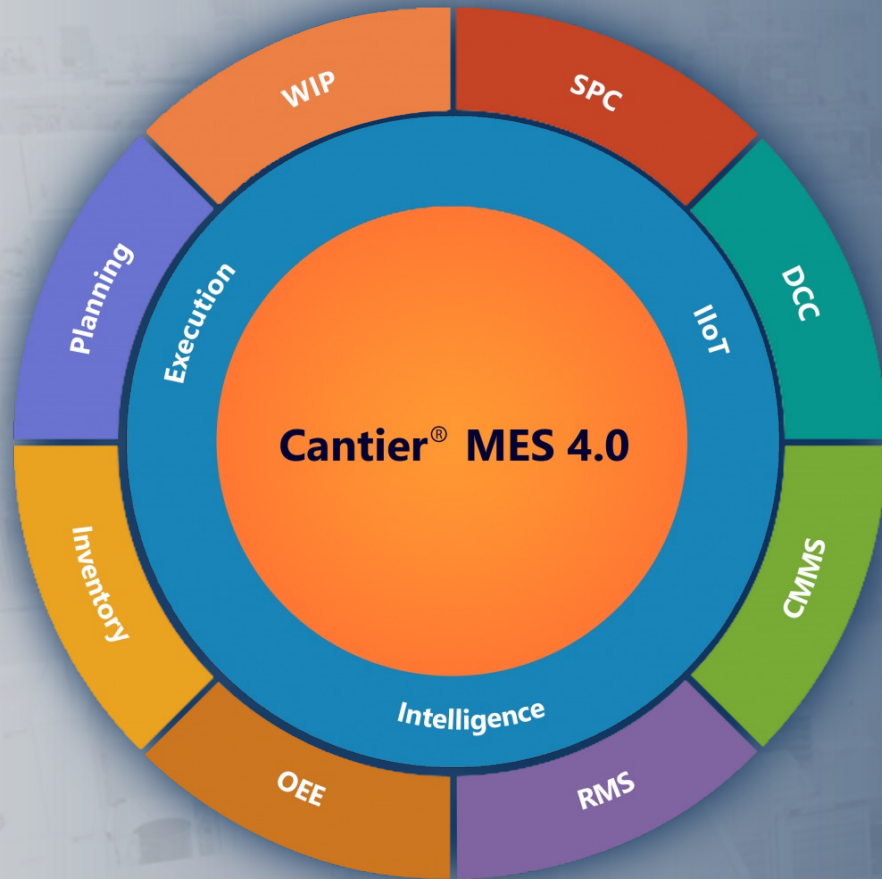 WIP
SPC
DCC
CMMS
RMS
OEE
Inventory
Planning
Execution
IIoT
Intelligence
Cantier® MES 4.0